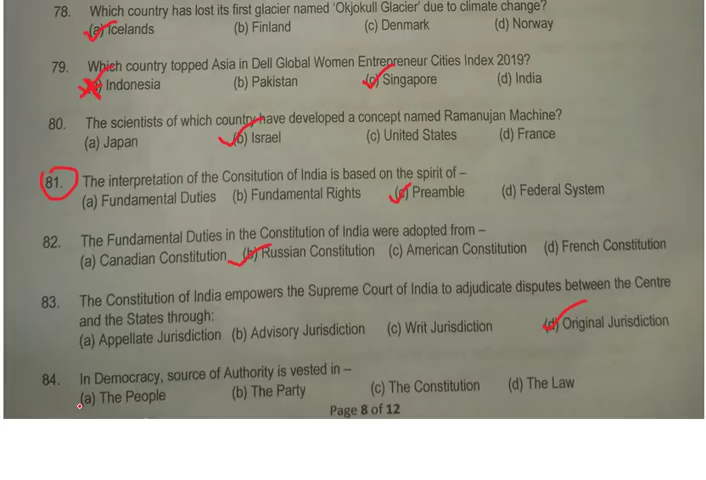 78. Which country has lost its first glacier named 'Okjokull Glacier' due to climate change?
(a) Icelands (b) Finland (c) Denmark (d) Norway
79. Which country topped Asia in Dell Global Women Entrepreneur Cities Index 2019?
(a) Indonesia (b) Pakistan (c) Singapore (d) India
80. The scientists of which country have developed a concept named Ramanujan Machine?
(a) Japan (b) Israel (c) United States (d) France
81. The interpretation of the Consitution of India is based on the spirit of –
(a) Fundamental Duties (b) Fundamental Rights (c) Preamble (d) Federal System
82. The Fundamental Duties in the Constitution of India were adopted from –
(a) Canadian Constitution (b) Russian Constitution (c) American Constitution (d) French Constitution
83. The Constitution of India empowers the Supreme Court of India to adjudicate disputes between the Centre
and the States through:
(a) Appellate Jurisdiction (b) Advisory Jurisdiction (c) Writ Jurisdiction (d) Original Jurisdiction
84. In Democracy, source of Authority is vested in –
(a) The People (b) The Party (c) The Constitution (d) The Law
Page 8 of 12